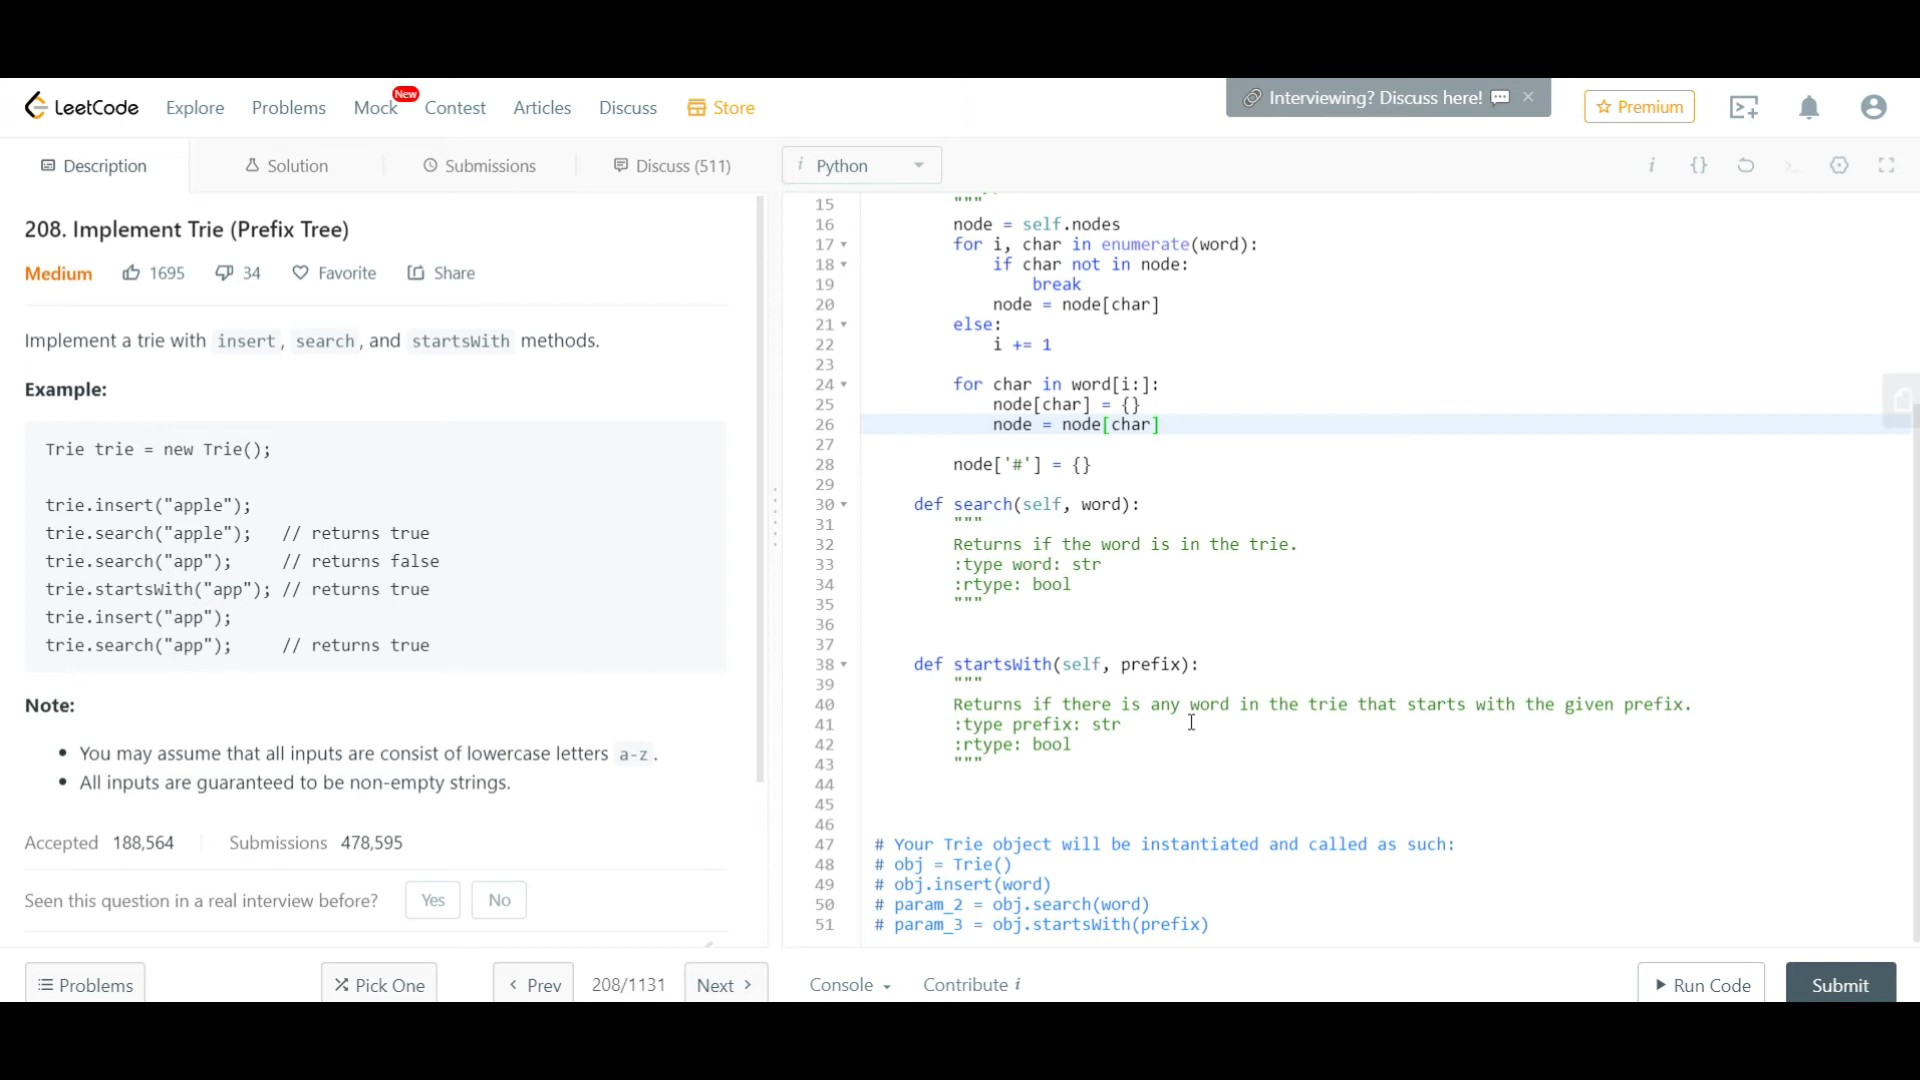 LeetCode
Explore
Problems
Mock
New
Contest
Articles
Discuss
Store
Interviewing? Discuss here!
Premium
Description
Solution
Submissions
Discuss (511)
208. Implement Trie (Prefix Tree)
Medium
1695
34
Favorite
Share
Implement a trie with insert, search, and startsWith methods.
Example:
Trie trie = new Trie();
trie.insert("apple");
trie.search("apple");   // returns true
trie.search("app");     // returns false
trie.startsWith("app"); // returns true
trie.insert("app");
trie.search("app");     // returns true
Note:
• You may assume that all inputs are consist of lowercase letters a-z.
• All inputs are guaranteed to be non-empty strings.
Accepted 188,564
Submissions 478,595
Seen this question in a real interview before?
Yes
No
i Python
i {}
15         """
16         node = self.nodes
17         for i, char in enumerate(word):
18             if char not in node:
19                 break
20             node = node[char]
21         else:
22             i += 1
23
24         for char in word[i:]:
25             node[char] = {}
26             node = node[char]
27
28         node['#'] = {}
29
30     def search(self, word):
31         """
32         Returns if the word is in the trie.
33         :type word: str
34         :rtype: bool
35         """
36
37
38     def startsWith(self, prefix):
39         """
40         Returns if there is any word in the trie that starts with the given prefix.
41         :type prefix: str
42         :rtype: bool
43         """
44
45
46
47 # Your Trie object will be instantiated and called as such:
48 # obj = Trie()
49 # obj.insert(word)
50 # param_2 = obj.search(word)
51 # param_3 = obj.startsWith(prefix)
Problems
Pick One
Prev
208/1131
Next
Console
Contribute i
Run Code
Submit